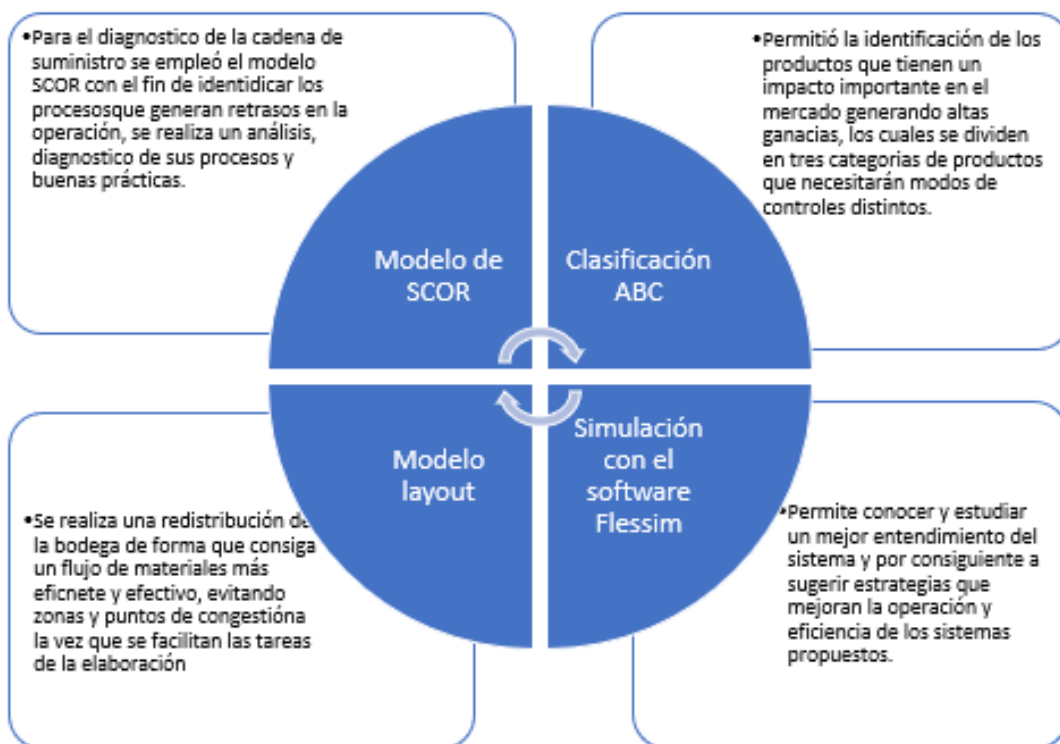 •Para el diagnostico de la cadena de
suministro se empleó el modelo
SCOR con el fin de identidicar los
procesosque generan retrasos en la
operación, se realiza un análisis,
diagnostico de sus procesos y
buenas prácticas.
•Permitió la identificación de los
productos que tienen un
impacto importante en el
mercado generando altas
ganacias, los cuales se dividen
en tres categorias de productos
que necesitarán modos de
controles distintos.
Modelo de
SCOR
Clasificación
ABC
Modelo
layout
Simulación
con el
software
Flessim
•Se realiza una redistribución de
la bodega de forma que consiga
un flujo de materiales más
eficnete y efectivo, evitando
zonas y puntos de congestióna
la vez que se facilitan las tareas
de la elaboración
•Permite conocer y estudiar
un mejor entendimiento del
sistema y por consiguiente a
sugerir estrategias que
mejoran la operación y
eficiencia de los sistemas
propuestos.